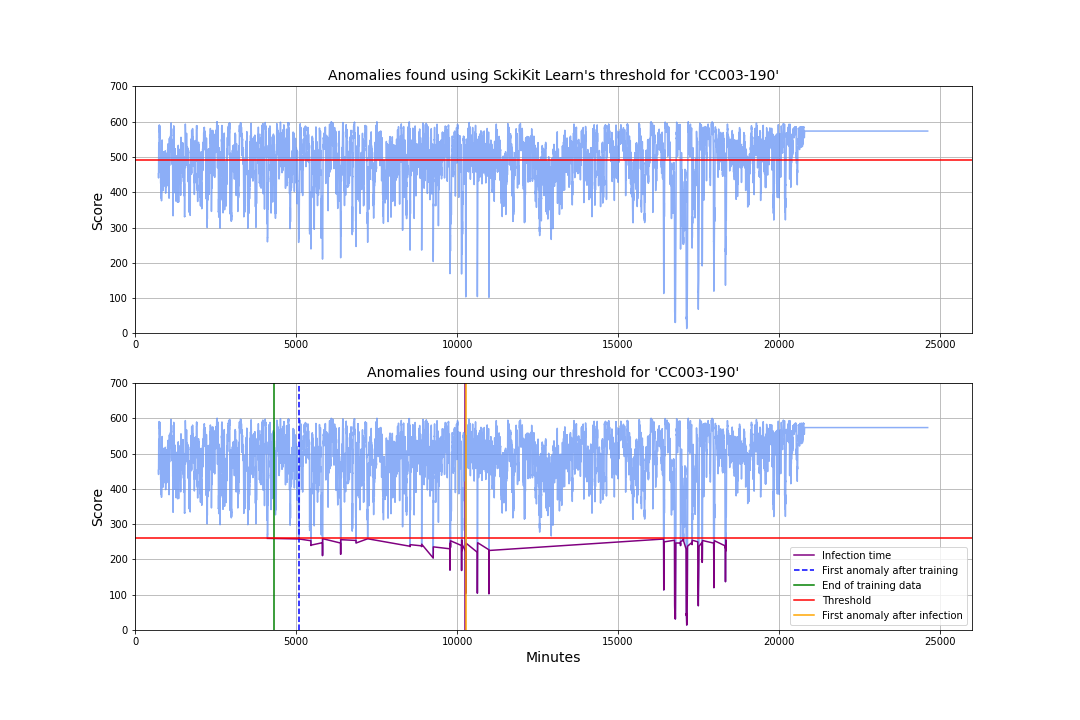 Anomalies found using SckiKit Learn's threshold for 'CC003-190'
700
600
500
400
300
200
100
0
Score
0 5000 10000 15000 20000 25000
Anomalies found using our threshold for 'CC003-190'
700
600
500
400
300
200
100
0
Score
Infection time
First anomaly after training
End of training data
Threshold
First anomaly after infection
0 5000 10000 15000 20000 25000
Minutes